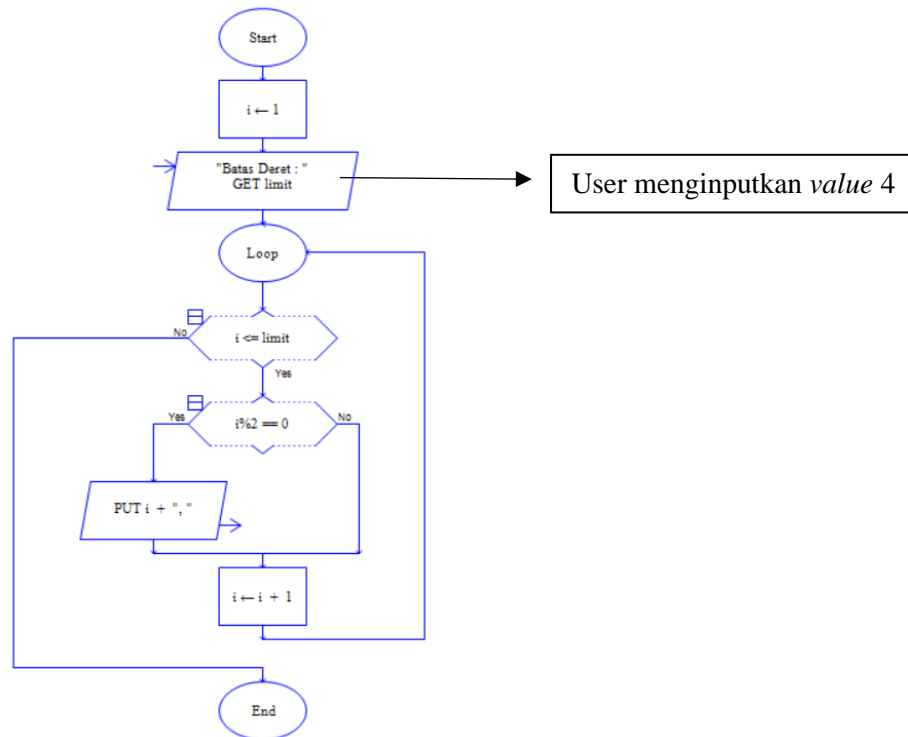 Start
i ← 1
"Batas Deret : "
GET limit
User menginputkan value 4
Loop
i <= limit
No
Yes
i%2 == 0
Yes
No
PUT i + ", "
i ← i + 1
End